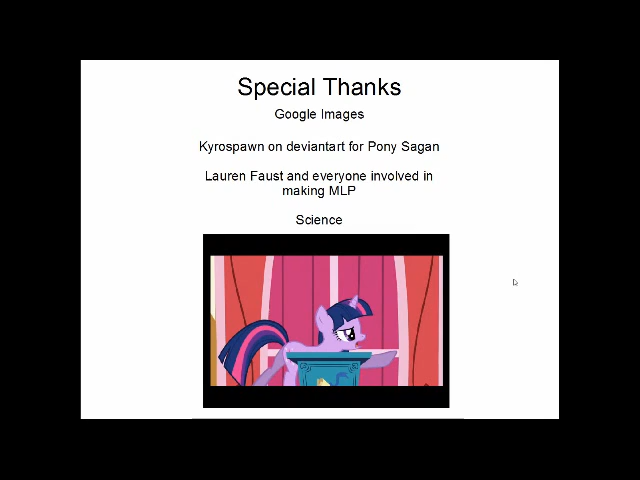 Special Thanks
Google Images
Kyrospawn on deviantart for Pony Sagan
Lauren Faust and everyone involved in
making MLP
Science